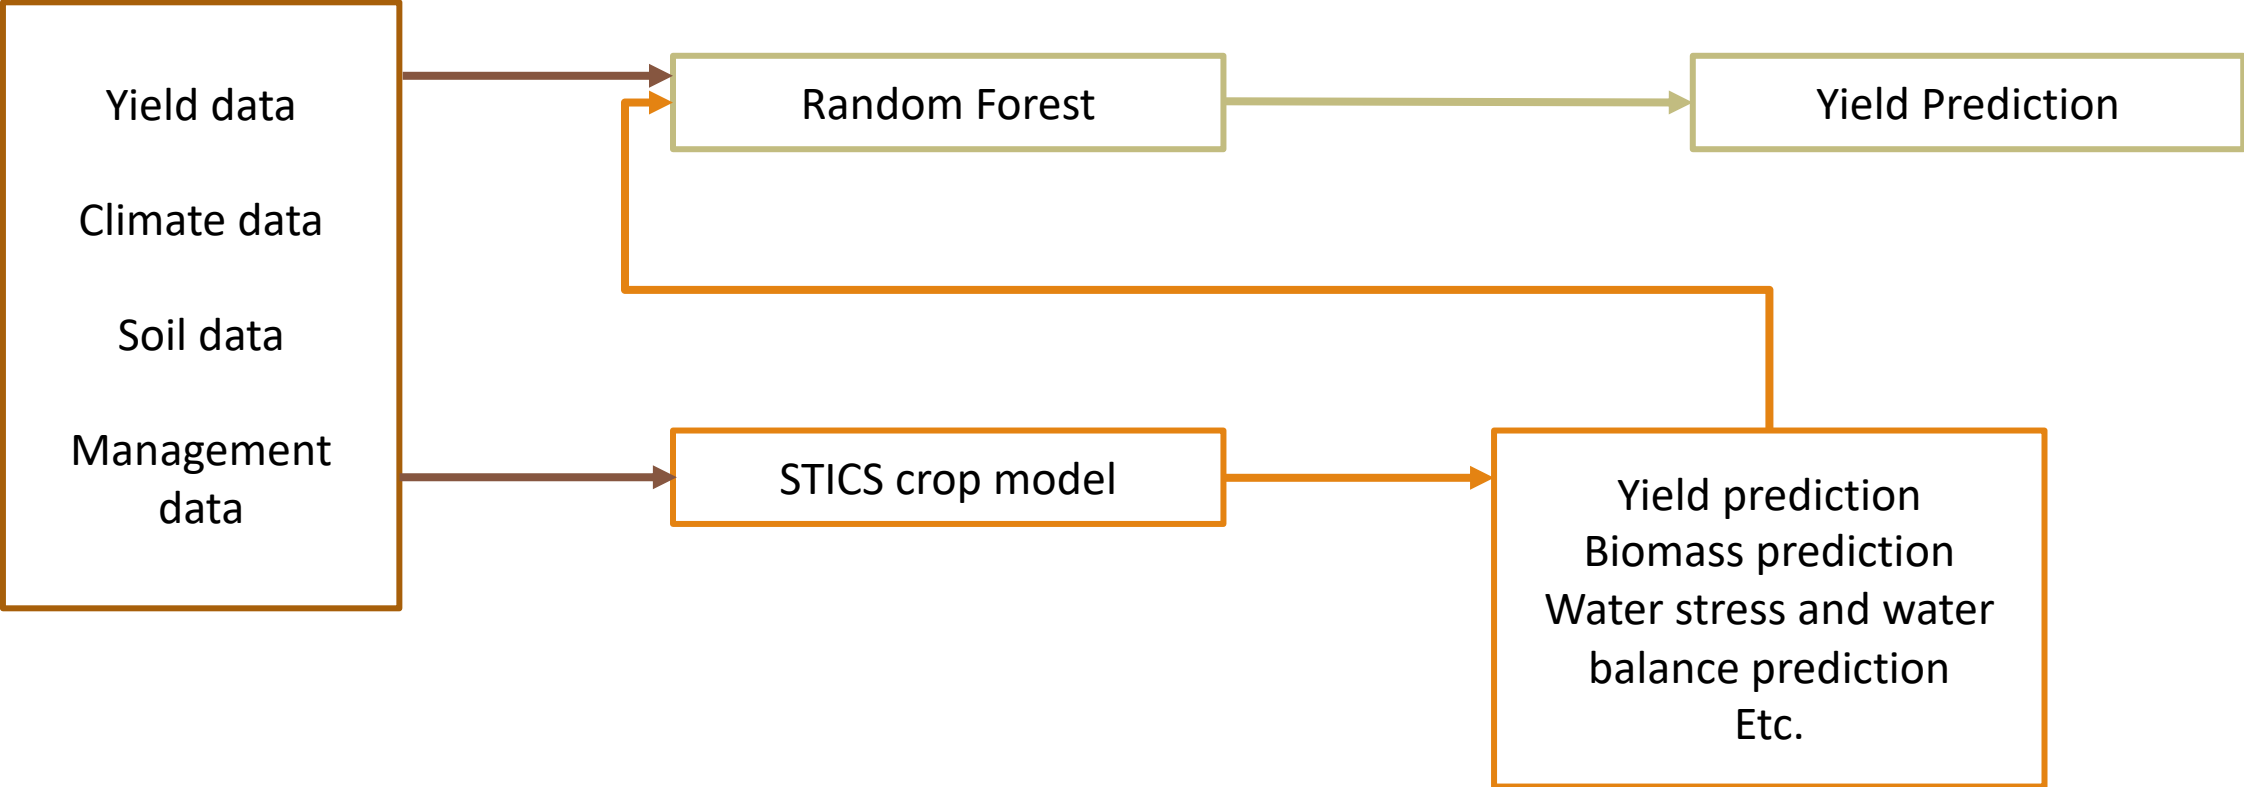 Yield data
Climate data
Soil data
Management
data
Random Forest
Yield Prediction
STICS crop model
Yield prediction
Biomass prediction
Water stress and water
balance prediction
Etc.